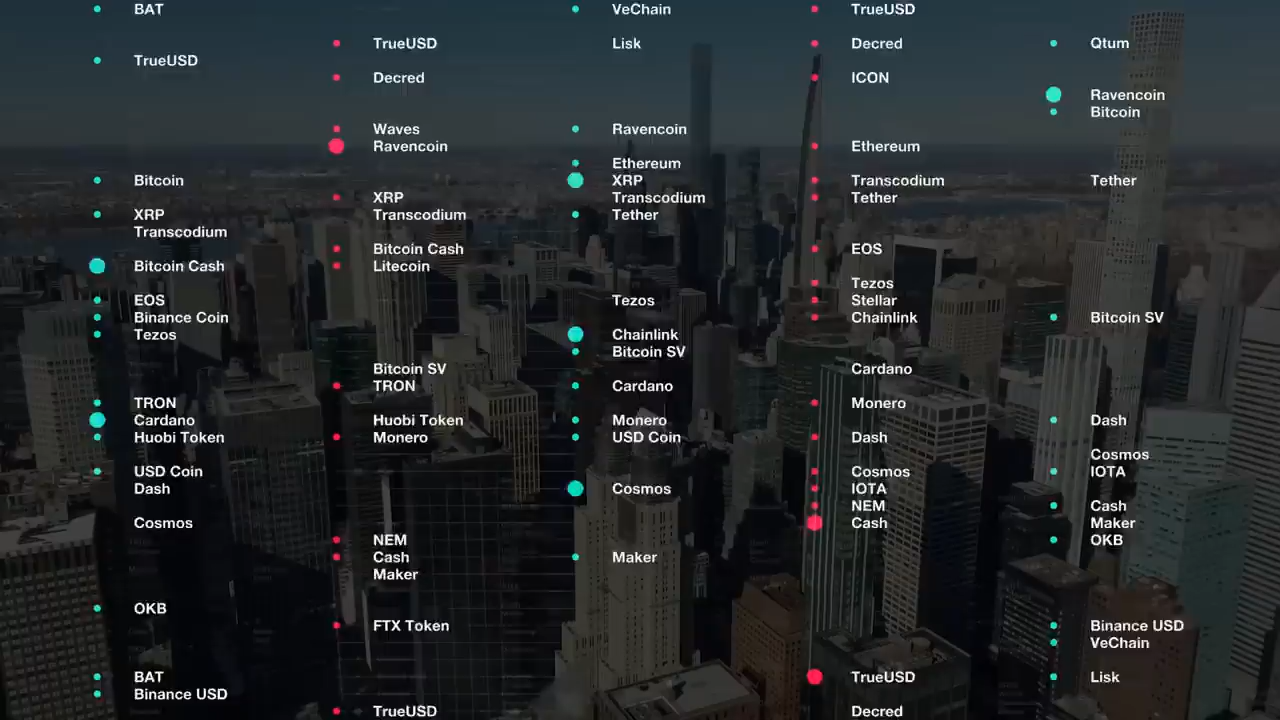 BAT
TrueUSD
Bitcoin
XRP
Transcodium
Bitcoin Cash
EOS
Binance Coin
Tezos
TRON
Cardano
Huobi Token
USD Coin
Dash
Cosmos
OKB
BAT
Binance USD
TrueUSD
Decred
Waves
Ravencoin
XRP
Transcodium
Bitcoin Cash
Litecoin
Bitcoin SV
TRON
Huobi Token
Monero
NEM
Cash
Maker
FTX Token
TrueUSD
VeChain
Lisk
Ravencoin
Ethereum
XRP
Transcodium
Tether
Tezos
Chainlink
Bitcoin SV
Cardano
Monero
USD Coin
Cosmos
Maker
TrueUSD
Decred
ICON
Ethereum
Transcodium
Tether
EOS
Tezos
Stellar
Chainlink
Cardano
Monero
Dash
Cosmos
IOTA
NEM
Cash
TrueUSD
Decred
Qtum
Ravencoin
Bitcoin
Tether
Bitcoin SV
Dash
Cosmos
IOTA
Cash
Maker
OKB
Binance USD
VeChain
Lisk